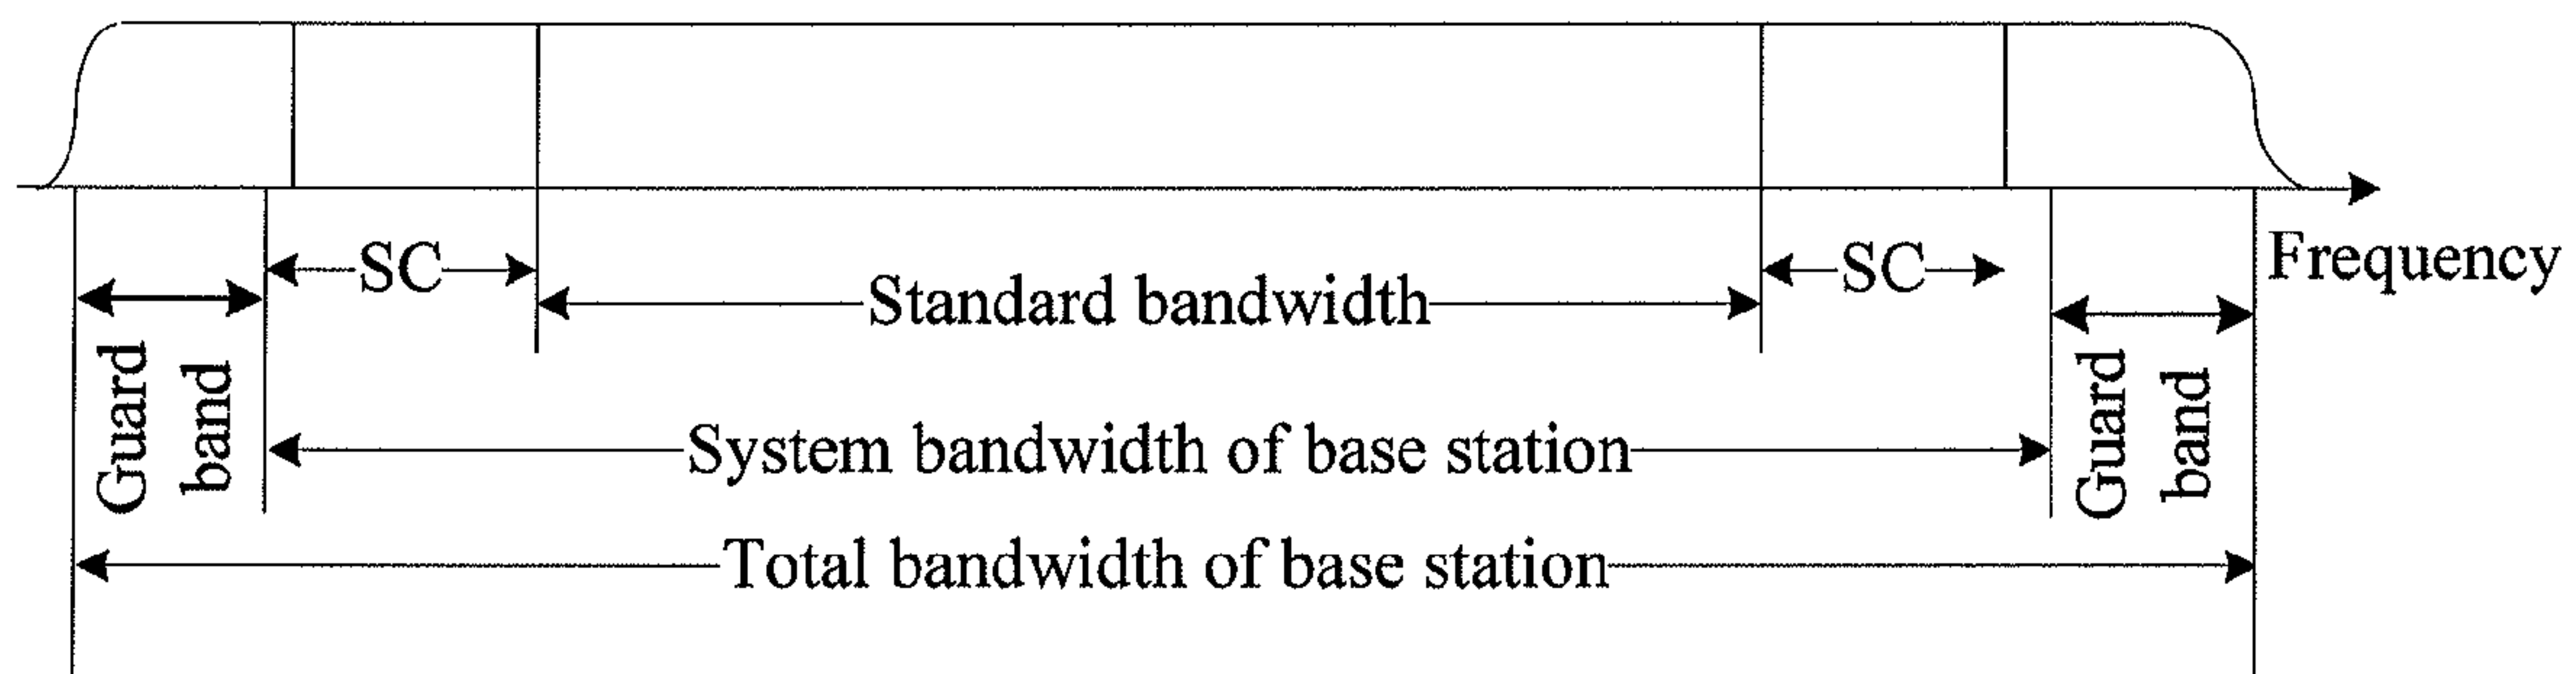 SC
SC
Frequency
Standard bandwidth
Guard
band
System bandwidth of base station
Guard
band
Total bandwidth of base station